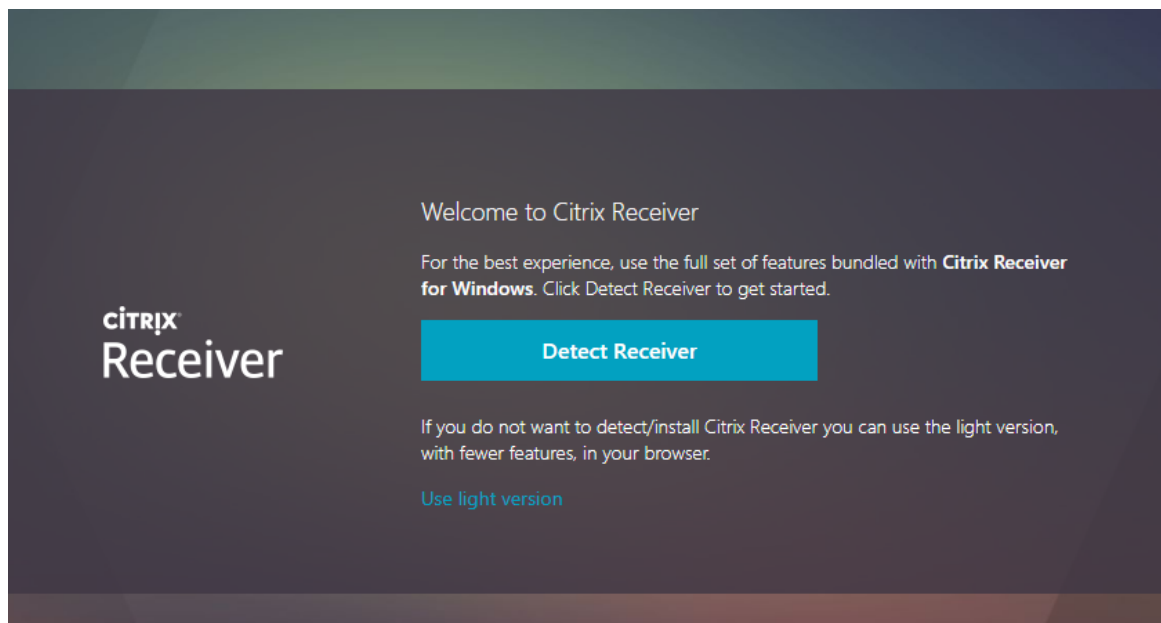 Welcome to Citrix Receiver
For the best experience, use the full set of features bundled with Citrix Receiver
for Windows. Click Detect Receiver to get started.
CİTRIX
Receiver
Detect Receiver
If you do not want to detect/install Citrix Receiver you can use the light version,
with fewer features, in your browser.
Use light version